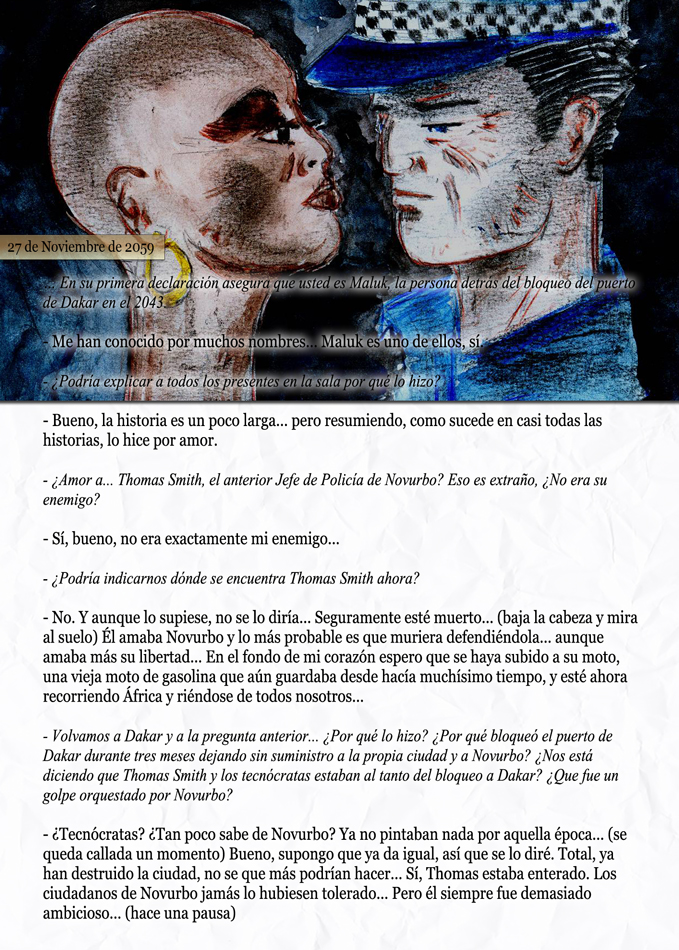 27 de Noviembre de 2059
... En su primera declaración asegura que usted es Maluk, la persona detrás del bloqueo del puerto
de Dakar en el 2043.
- Me han conocido por muchos nombres... Maluk es uno de ellos, sí.
- ¿Podría explicar a todos los presentes en la sala por qué lo hizo?
- Bueno, la historia es un poco larga... pero resumiendo, como sucede en casi todas las
historias, lo hice por amor.
- ¿Amor a... Thomas Smith, el anterior Jefe de Policía de Novurbo? Eso es extraño, ¿No era su
enemigo?
- Sí, bueno, no era exactamente mi enemigo...
- ¿Podría indicarnos dónde se encuentra Thomas Smith ahora?
- No. Y aunque lo supiese, no se lo diría... Seguramente esté muerto... (baja la cabeza y mira
al suelo) Él amaba Novurbo y lo más probable es que muriera defendiéndola... aunque
amaba más su libertad... En el fondo de mi corazón espero que se haya subido a su moto,
una vieja moto de gasolina que aún guardaba desde hacía muchísimo tiempo, y esté ahora
recorriendo África y riéndose de todos nosotros...
- Volvamos a Dakar y a la pregunta anterior... ¿Por qué lo hizo? ¿Por qué bloqueó el puerto de
Dakar durante tres meses dejando sin suministro a la propia ciudad y a Novurbo? ¿Nos está
diciendo que Thomas Smith y los tecnócratas estaban al tanto del bloqueo a Dakar? ¿Que fue un
golpe orquestado por Novurbo?
- ¿Tecnócratas? ¿Tan poco sabe de Novurbo? Ya no pintaban nada por aquella época... (se
queda callada un momento) Bueno, supongo que ya da igual, así que se lo diré. Total, ya
han destruido la ciudad, no se que más podrían hacer... Sí, Thomas estaba enterado. Los
ciudadanos de Novurbo jamás lo hubiesen tolerado... Pero él siempre fue demasiado
ambicioso... (hace una pausa)